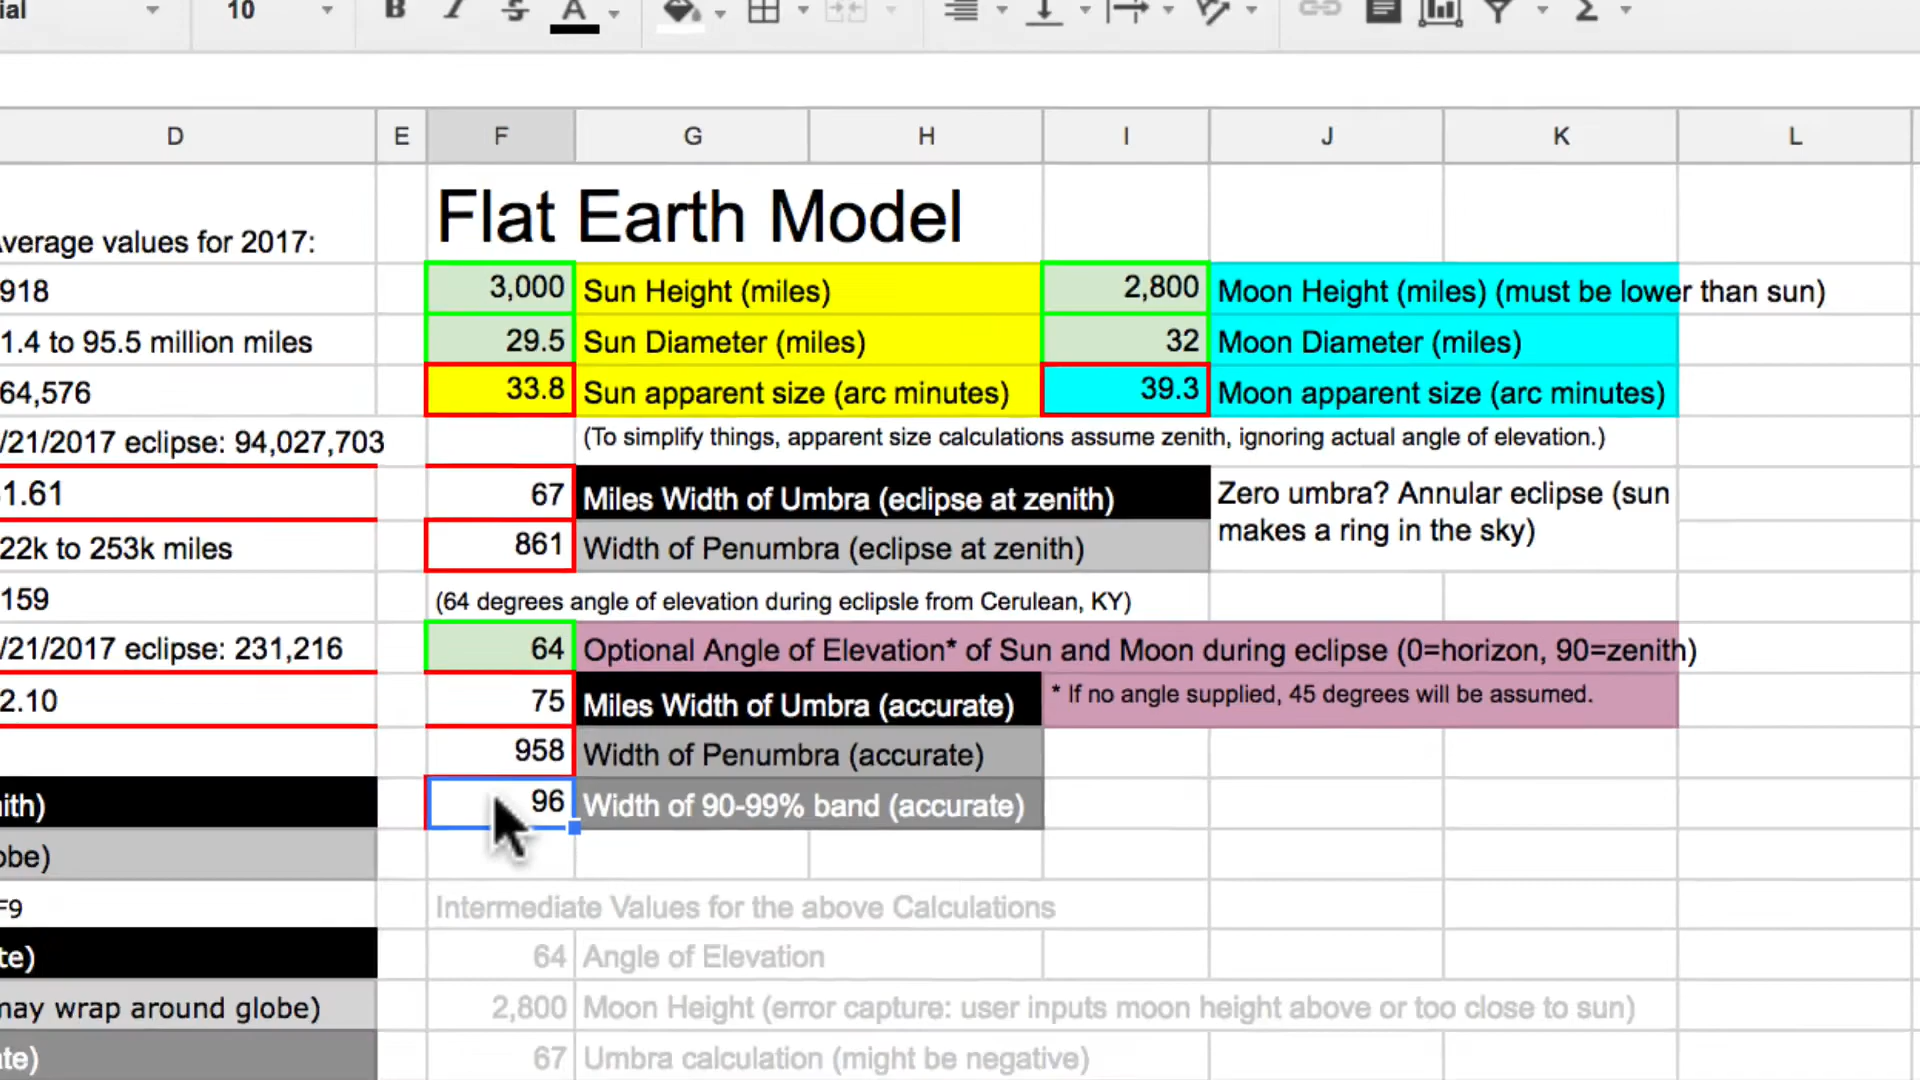 ial 10 B I S A Σ
D E F G H I J K L
Flat Earth Model
verage values for 2017:
918 3,000 Sun Height (miles) 2,800 Moon Height (miles) (must be lower than sun)
1.4 to 95.5 million miles 29.5 Sun Diameter (miles) 32 Moon Diameter (miles)
64,576 33.8 Sun apparent size (arc minutes) 39.3 Moon apparent size (arc minutes)
/21/2017 eclipse: 94,027,703 (To simplify things, apparent size calculations assume zenith, ignoring actual angle of elevation.)
1.61 67 Miles Width of Umbra (eclipse at zenith) Zero umbra? Annular eclipse (sun
makes a ring in the sky)
22k to 253k miles 861 Width of Penumbra (eclipse at zenith)
159 (64 degrees angle of elevation during eclipsle from Cerulean, KY)
/21/2017 eclipse: 231,216 64 Optional Angle of Elevation* of Sun and Moon during eclipse (0=horizon, 90=zenith)
2.10 75 Miles Width of Umbra (accurate) * If no angle supplied, 45 degrees will be assumed.
958 Width of Penumbra (accurate)
ith) 96 Width of 90-99% band (accurate)
obe)
F9 Intermediate Values for the above Calculations
te) 64 Angle of Elevation
may wrap around globe) 2,800 Moon Height (error capture: user inputs moon height above or too close to sun)
ate) 67 Umbra calculation (might be negative)